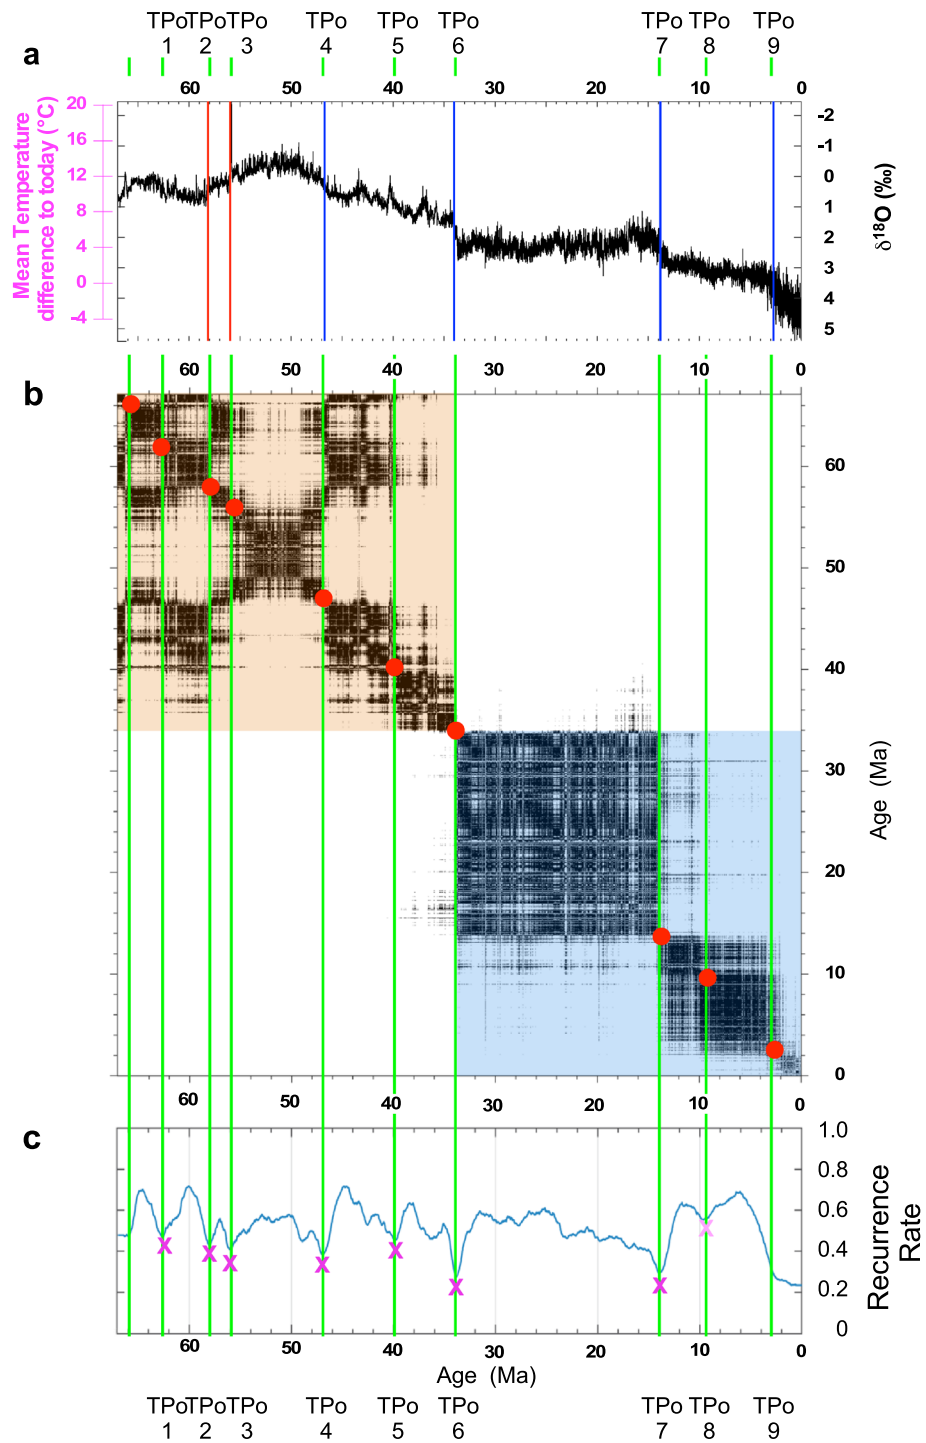 TPo TPo TPo TPo TPo TPo TPo TPo TPo
1 2 3 4 5 6 7 8 9
a
60 50 40 30 20 10 0
Mean Temperature
difference to today (°C)
20
16
12
8
4
0
-4
-2
-1
0
1
2
3
4
5
δ18O (‰)
60 50 40 30 20 10 0
b
60
50
40
30
20
10
0
Age (Ma)
60 50 40 30 20 10 0
c
1.0
0.8
0.6
0.4
0.2
0
Recurrence
Rate
60 50 40 30 20 10 0
Age (Ma)
TPo TPo TPo TPo TPo TPo TPo TPo TPo
1 2 3 4 5 6 7 8 9